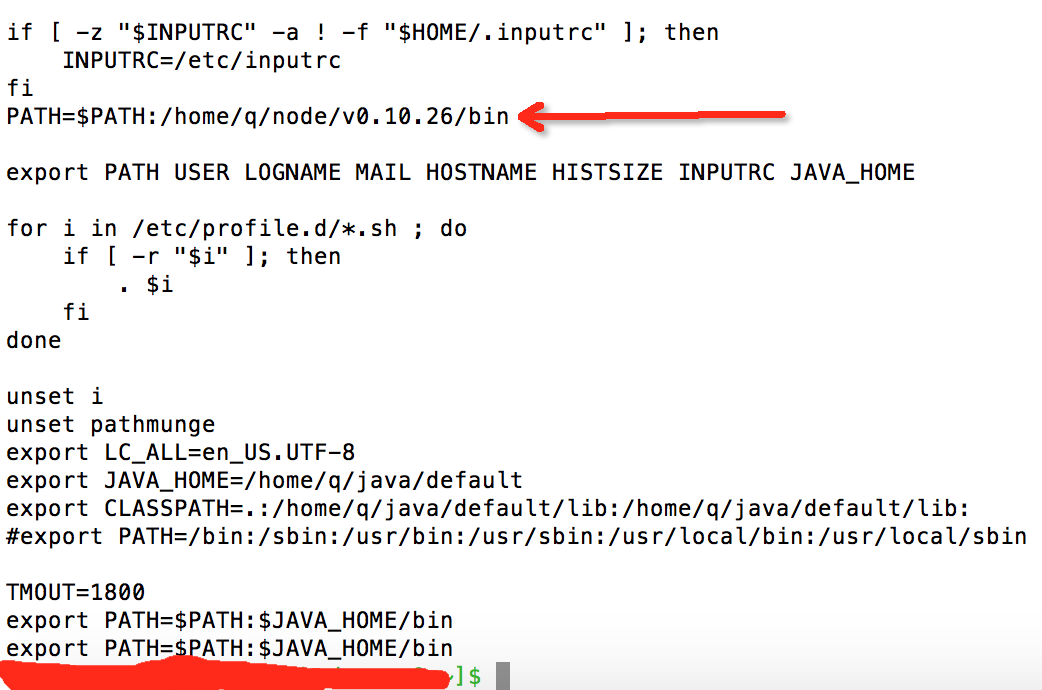 if [ -z "$INPUTRC" -a ! -f "$HOME/.inputrc" ]; then
    INPUTRC=/etc/inputrc
fi
PATH=$PATH:/home/q/node/v0.10.26/bin
export PATH USER LOGNAME MAIL HOSTNAME HISTSIZE INPUTRC JAVA_HOME
for i in /etc/profile.d/*.sh ; do
    if [ -r "$i" ]; then
        . $i
    fi
done
unset i
unset pathmunge
export LC_ALL=en_US.UTF-8
export JAVA_HOME=/home/q/java/default
export CLASSPATH=.:/home/q/java/default/lib:/home/q/java/default/lib:
#export PATH=/bin:/sbin:/usr/bin:/usr/sbin:/usr/local/bin:/usr/local/sbin
TMOUT=1800
export PATH=$PATH:$JAVA_HOME/bin
export PATH=$PATH:$JAVA_HOME/bin
]$